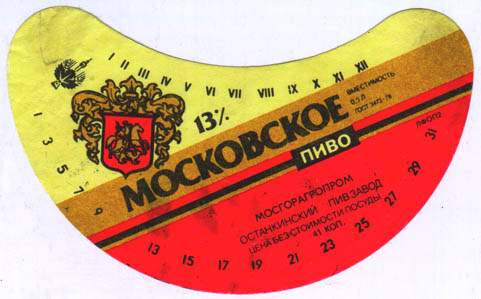 I II III IV V VI VII VIII IX X XI XII
13%
МОСКОВСКОЕ
ВМЕСТИМОСТЬ
0,5 Л
ГОСТ 3473-78
ПИВО
МОСГОРАГРОПРОМ
ОСТАНКИНСКИЙ ПИВЗАВОД
ЦЕНА БЕЗ СТОИМОСТИ ПОСУДЫ
41 КОП.
ПФОП2
1 3 5 7 9
13 15 17 19 21 23 25 27 29 31